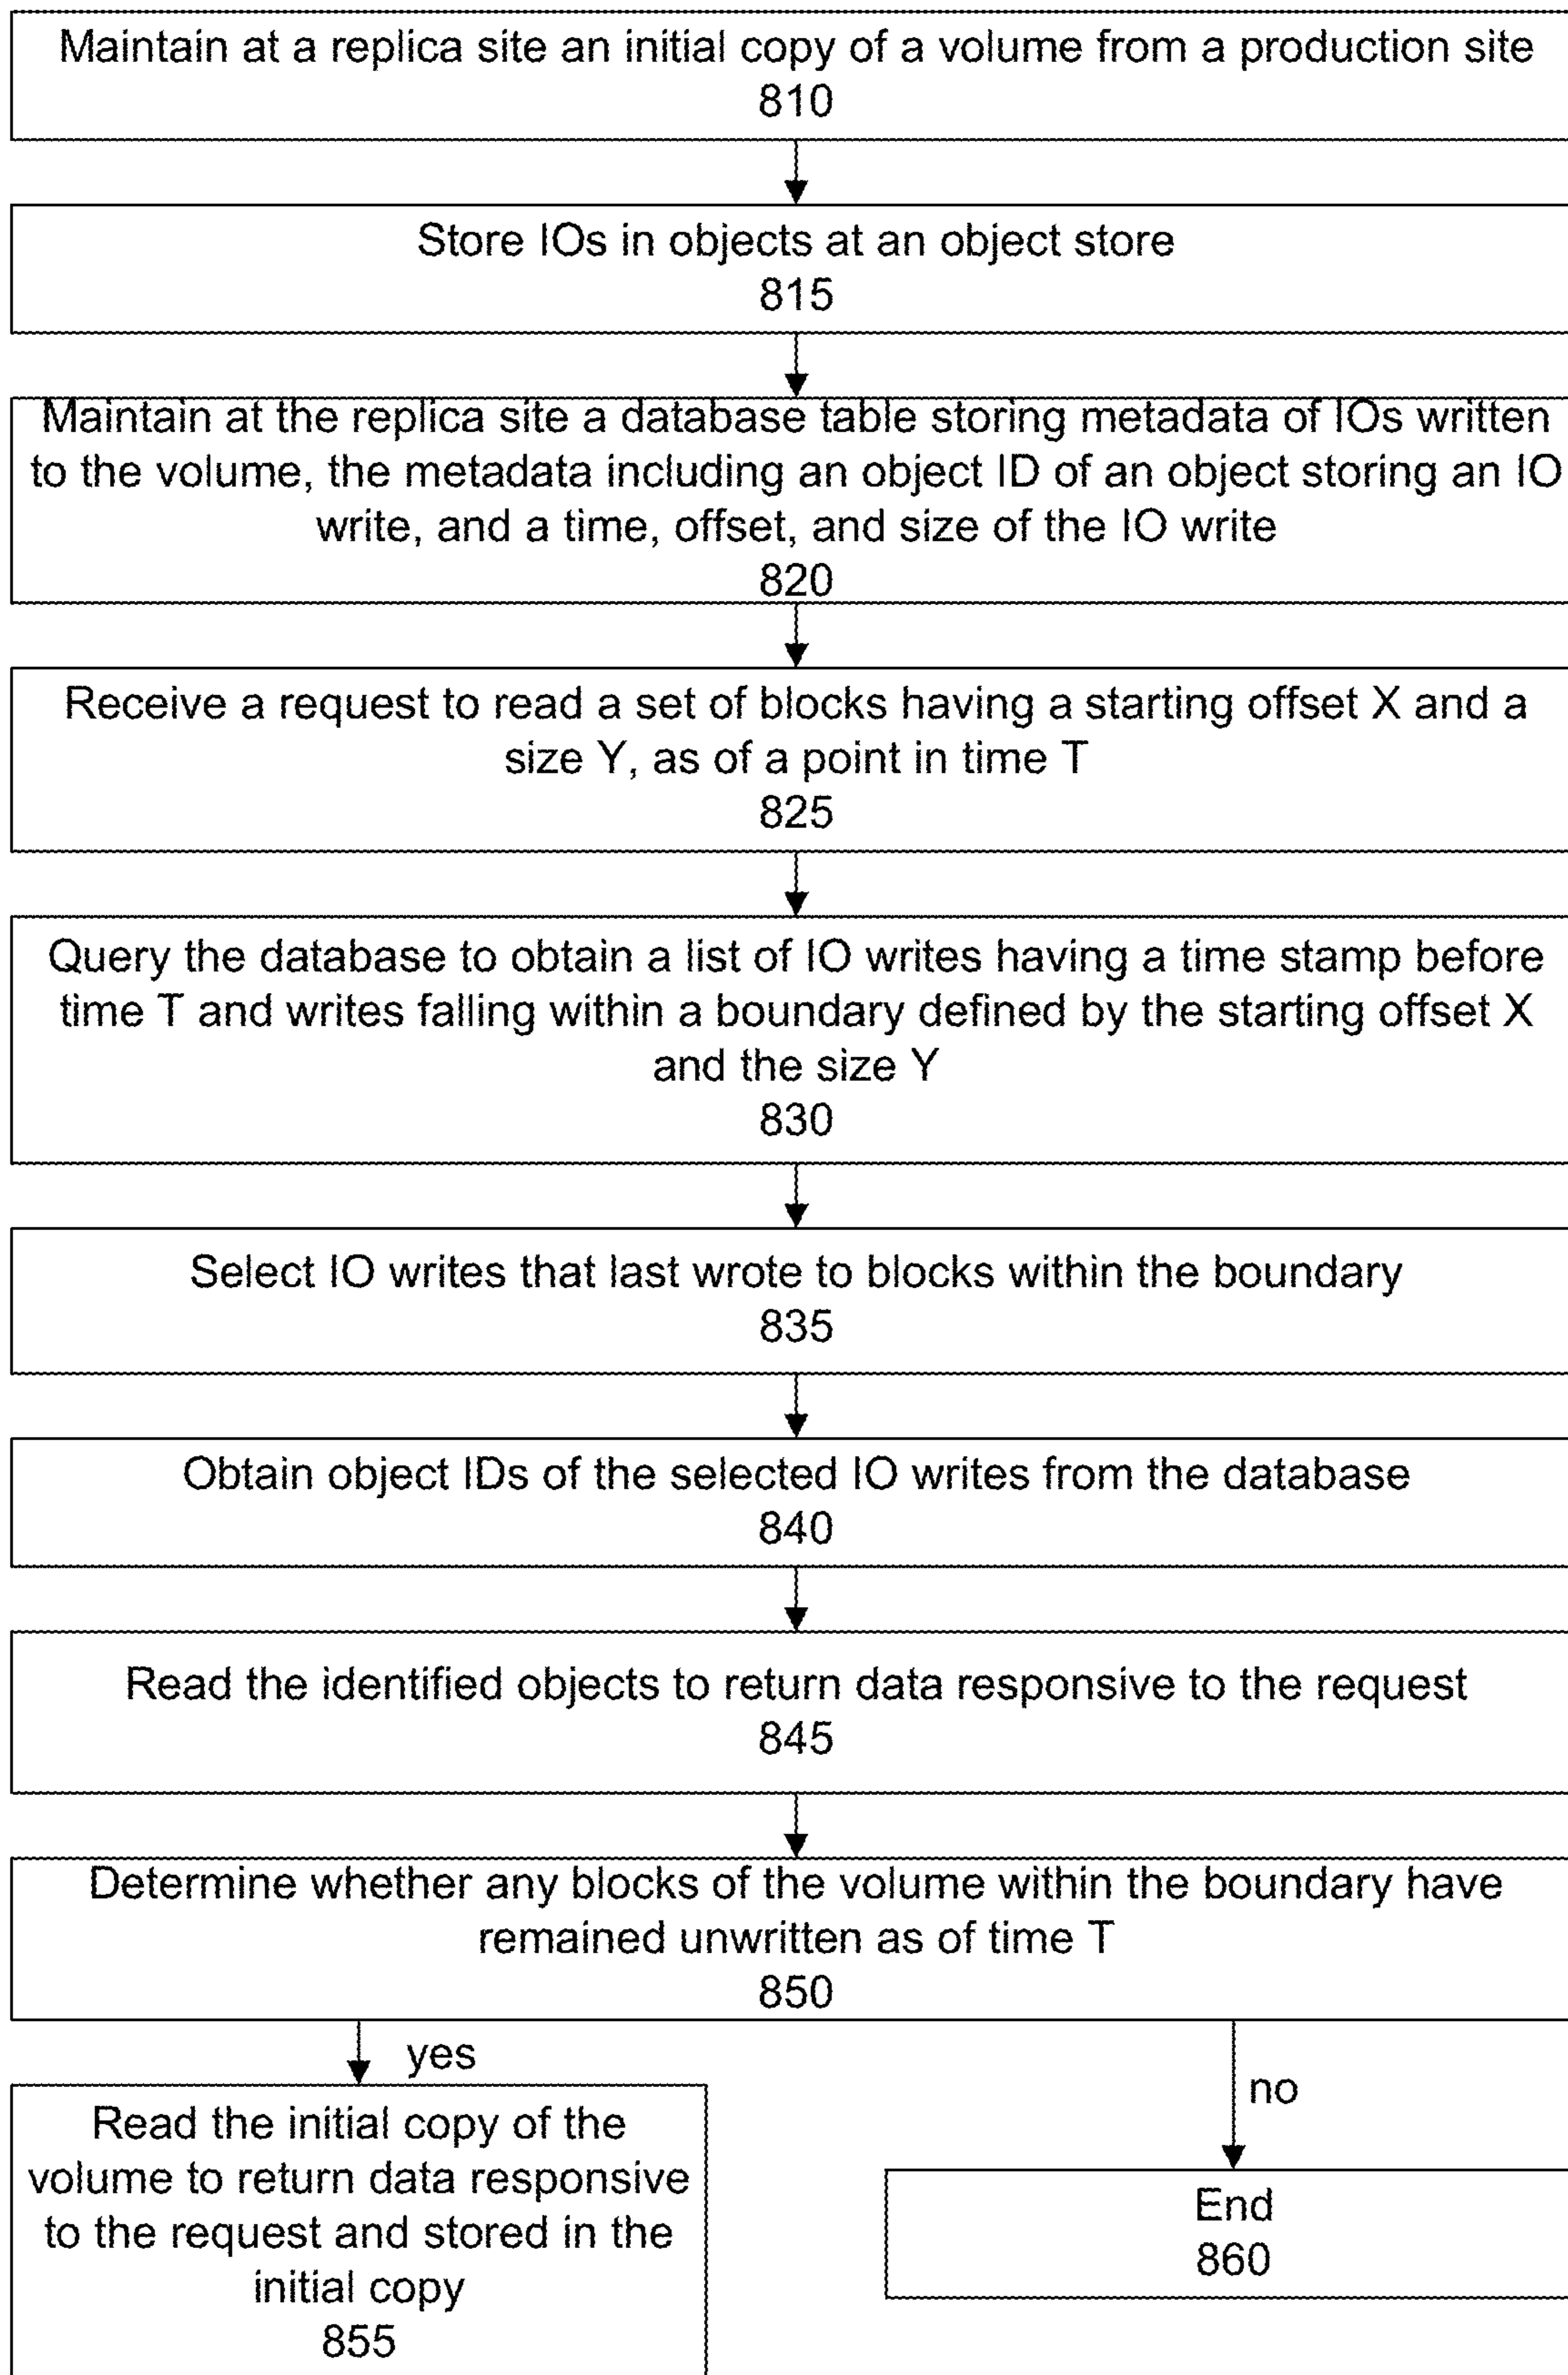 Maintain at a replica site an initial copy of a volume from a production site
810
Store IOs in objects at an object store
815
Maintain at the replica site a database table storing metadata of IOs written
to the volume, the metadata including an object ID of an object storing an IO
write, and a time, offset, and size of the IO write
820
Receive a request to read a set of blocks having a starting offset X and a
size Y, as of a point in time T
825
Query the database to obtain a list of IO writes having a time stamp before
time T and writes falling within a boundary defined by the starting offset X
and the size Y
830
Select IO writes that last wrote to blocks within the boundary
835
Obtain object IDs of the selected IO writes from the database
840
Read the identified objects to return data responsive to the request
845
Determine whether any blocks of the volume within the boundary have
remained unwritten as of time T
850
yes
no
Read the initial copy of the
volume to return data responsive
to the request and stored in the
initial copy
855
End
860